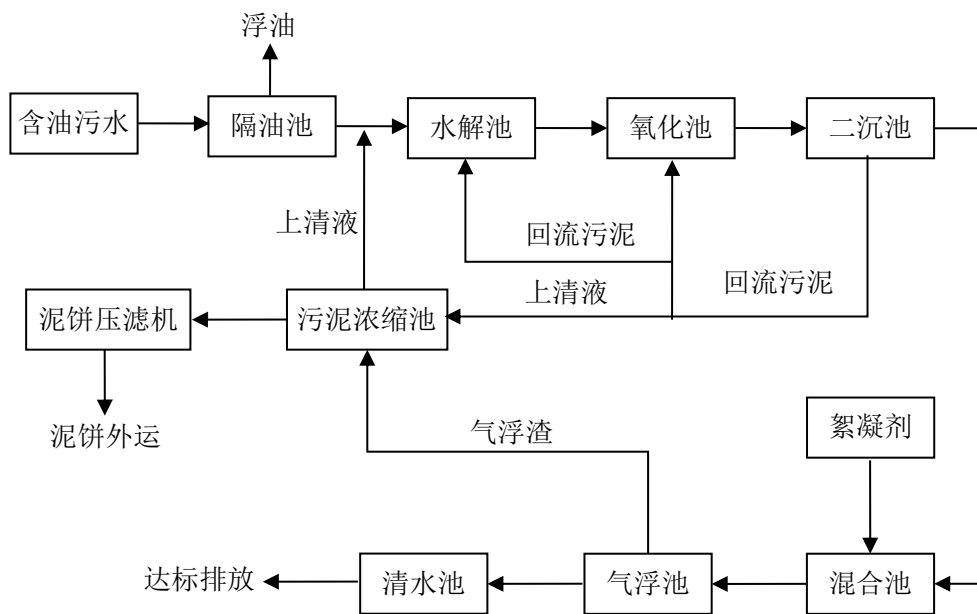 浮油
含油污水
隔油池
水解池
氧化池
二沉池
上清液
回流污泥
上清液
回流污泥
泥饼压滤机
污泥浓缩池
泥饼外运
气浮渣
絮凝剂
达标排放
清水池
气浮池
混合池